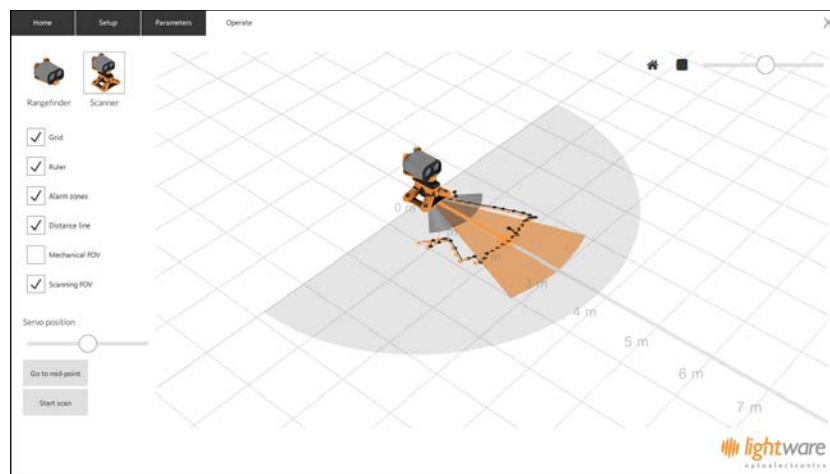 Home
Setup
Parameters
Operate
X
Rangefinder
Scanner
Grid
Ruler
Alarm zones
Distance line
Mechanical FOV
Scanning FOV
Servo position
Go to mid-point
Start scan
0 m
3 m
4 m
5 m
6 m
7 m
lightware
optoelectronics